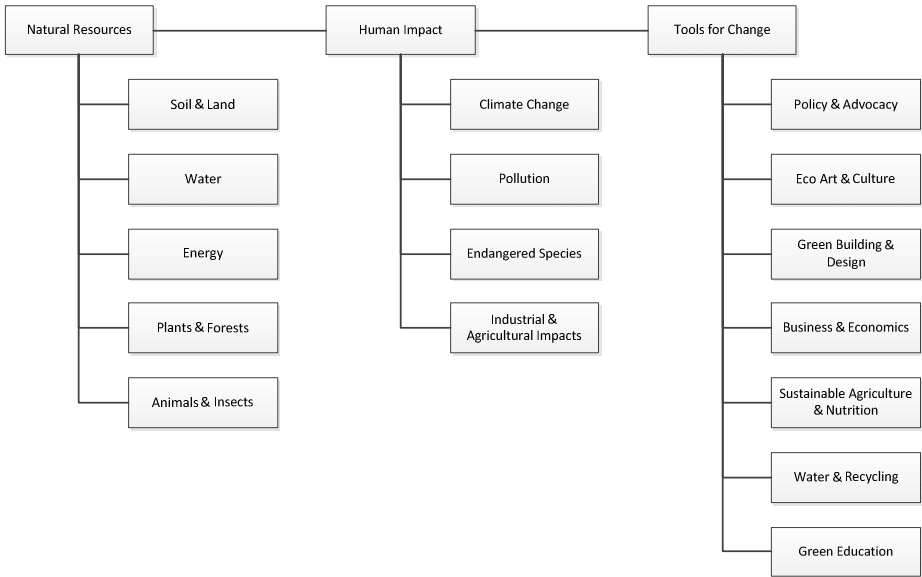 Natural Resources
Soil & Land
Water
Energy
Plants & Forests
Animals & Insects
Human Impact
Climate Change
Pollution
Endangered Species
Industrial &
Agricultural Impacts
Tools for Change
Policy & Advocacy
Eco Art & Culture
Green Building &
Design
Business & Economics
Sustainable Agriculture
& Nutrition
Water & Recycling
Green Education